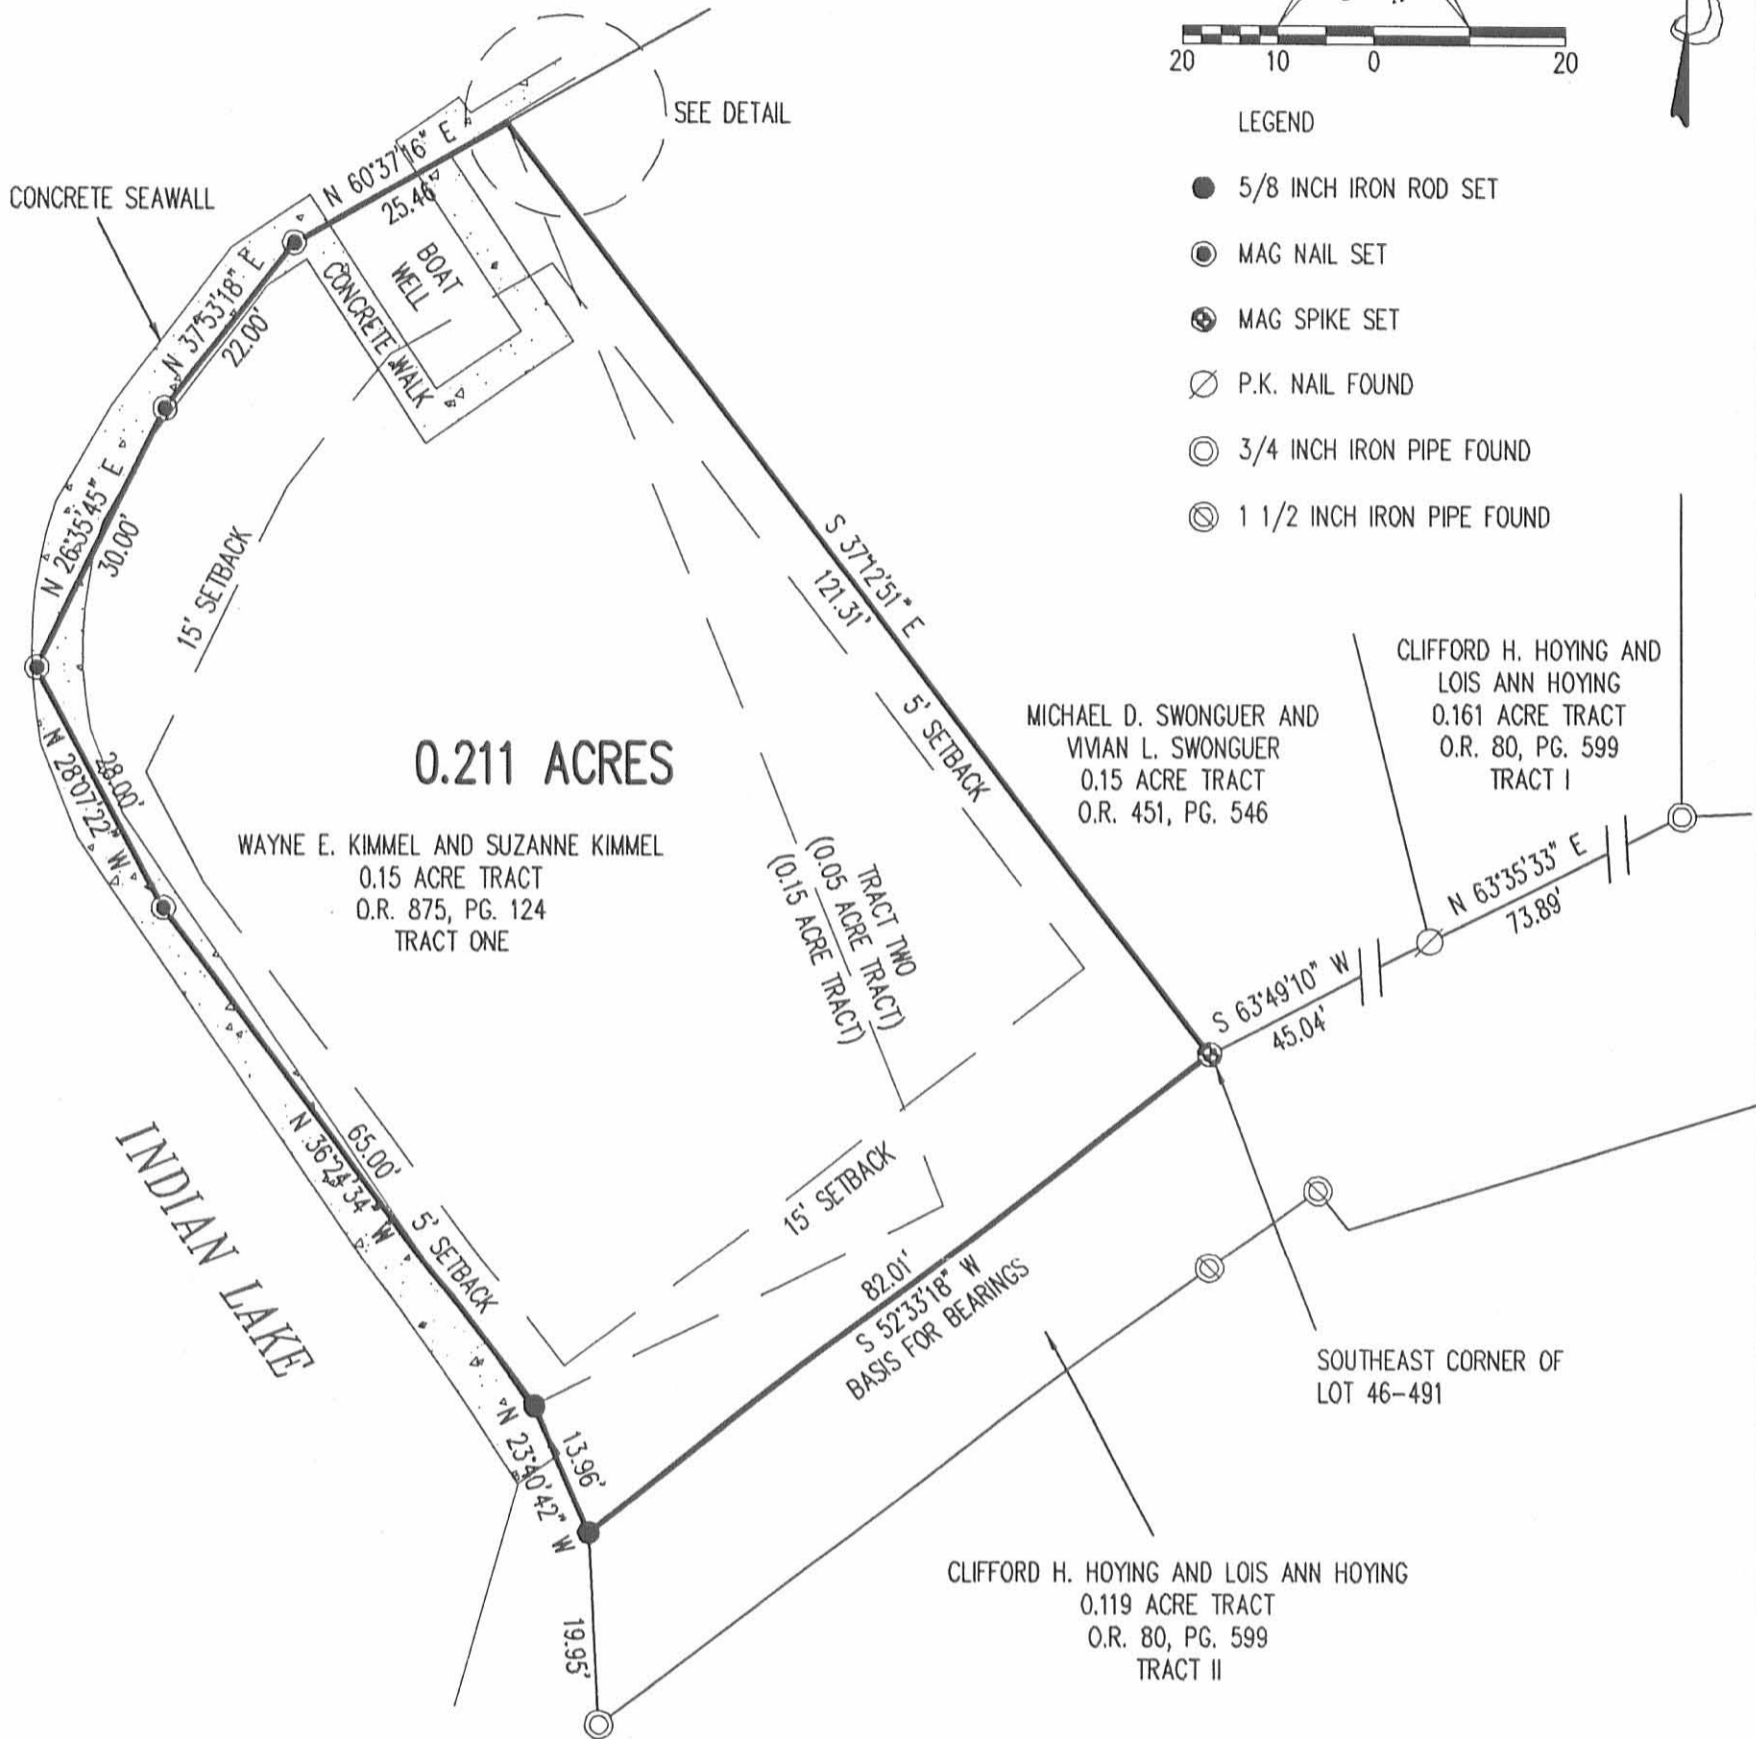 20 10 0 20
LEGEND
5/8 INCH IRON ROD SET
MAG NAIL SET
MAG SPIKE SET
P.K. NAIL FOUND
3/4 INCH IRON PIPE FOUND
1 1/2 INCH IRON PIPE FOUND
SEE DETAIL
CONCRETE SEAWALL
N 60°37'16" E
25.46'
BOAT
WELL
CONCRETE WALK
N 37°53'18" E
22.00'
N 26°35'45" E
30.00'
15' SETBACK
N 28°07'22" W
28.00'
0.211 ACRES
WAYNE E. KIMMEL AND SUZANNE KIMMEL
0.15 ACRE TRACT
O.R. 875, PG. 124
TRACT ONE
S 37°12'51" E
121.31'
5' SETBACK
MICHAEL D. SWONGUER AND
VIVIAN L. SWONGUER
0.15 ACRE TRACT
O.R. 451, PG. 546
CLIFFORD H. HOYING AND
LOIS ANN HOYING
0.161 ACRE TRACT
O.R. 80, PG. 599
TRACT I
TRACT TWO
(0.05 ACRE TRACT)
(0.15 ACRE TRACT)
N 63°35'33" E
73.89'
S 63°49'10" W
45.04'
INDIAN LAKE
N 36°24'34" W
65.00'
5' SETBACK
15' SETBACK
82.01'
S 52°33'18" W
BASIS FOR BEARINGS
SOUTHEAST CORNER OF
LOT 46-491
N 23°40'42" W
13.96'
19.95'
CLIFFORD H. HOYING AND LOIS ANN HOYING
0.119 ACRE TRACT
O.R. 80, PG. 599
TRACT II